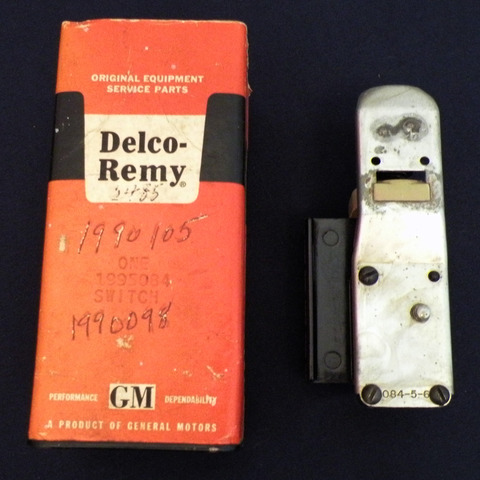 ORIGINAL EQUIPMENT
SERVICE PARTS
Delco-
Remy®
1990105
ONE
1995084
SWITCH
1990098
PERFORMANCE GM DEPENDABILITY
A PRODUCT OF GENERAL MOTORS
084-5-6